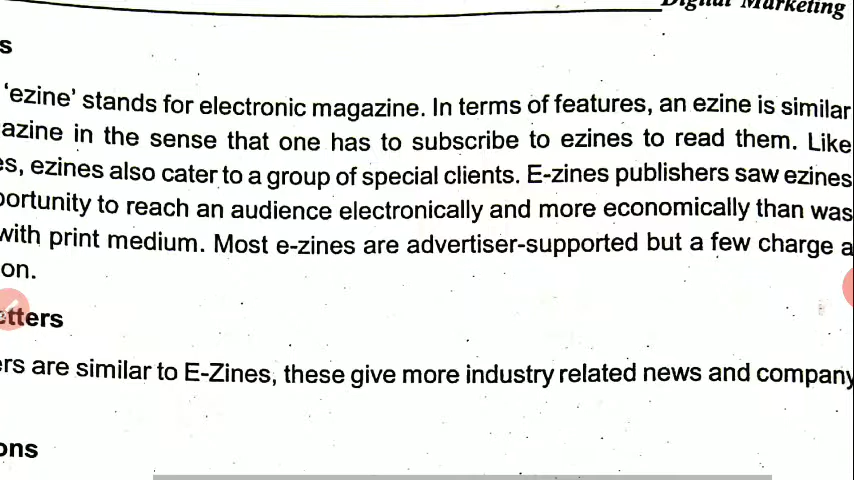 Digital Marketing
s
'ezine' stands for electronic magazine. In terms of features, an ezine is similar
azine in the sense that one has to subscribe to ezines to read them. Like
es, ezines also cater to a group of special clients. E-zines publishers saw ezines
portunity to reach an audience electronically and more economically than was
with print medium. Most e-zines are advertiser-supported but a few charge a
on.
etters
ers are similar to E-Zines, these give more industry related news and company
ons